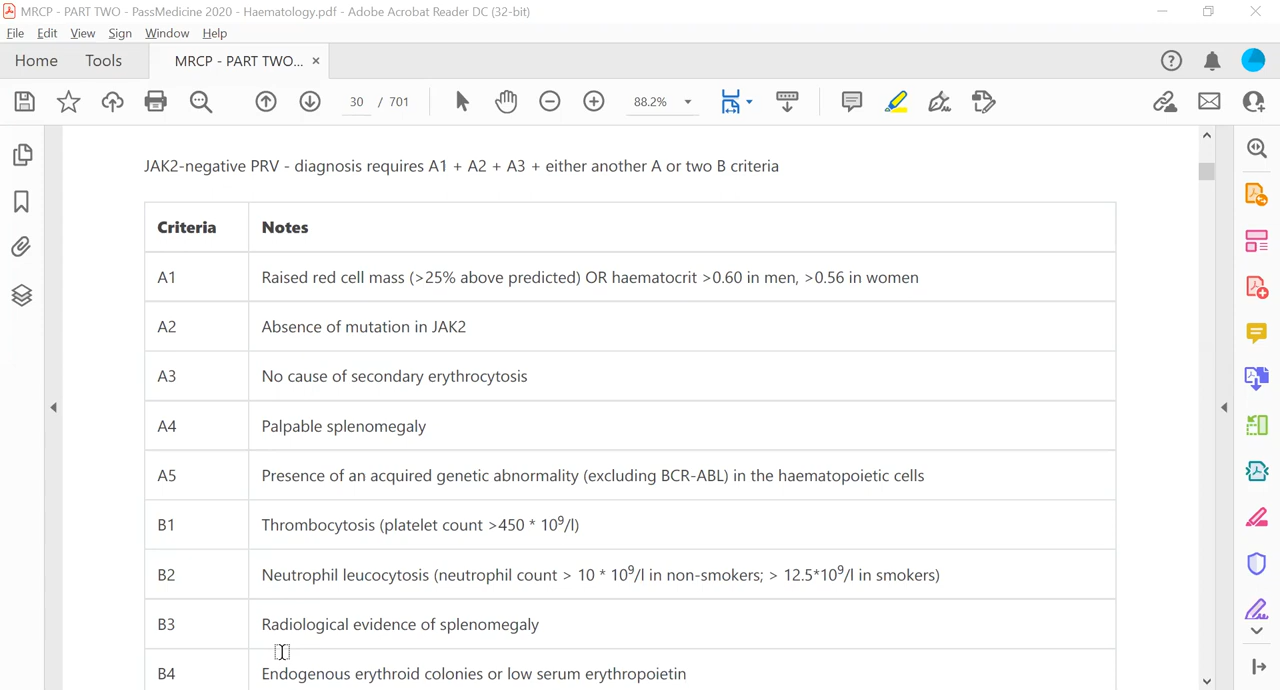 MRCP - PART TWO - PassMedicine 2020 - Haematology.pdf - Adobe Acrobat Reader DC (32-bit)
File Edit View Sign Window Help
Home Tools MRCP - PART TWO... ×
30 / 701 88.2%
JAK2-negative PRV - diagnosis requires A1 + A2 + A3 + either another A or two B criteria
Criteria Notes
A1 Raised red cell mass (>25% above predicted) OR haematocrit >0.60 in men, >0.56 in women
A2 Absence of mutation in JAK2
A3 No cause of secondary erythrocytosis
A4 Palpable splenomegaly
A5 Presence of an acquired genetic abnormality (excluding BCR-ABL) in the haematopoietic cells
B1 Thrombocytosis (platelet count >450 * 10⁹/l)
B2 Neutrophil leucocytosis (neutrophil count > 10 * 10⁹/l in non-smokers; > 12.5*10⁹/l in smokers)
B3 Radiological evidence of splenomegaly
B4 Endogenous erythroid colonies or low serum erythropoietin